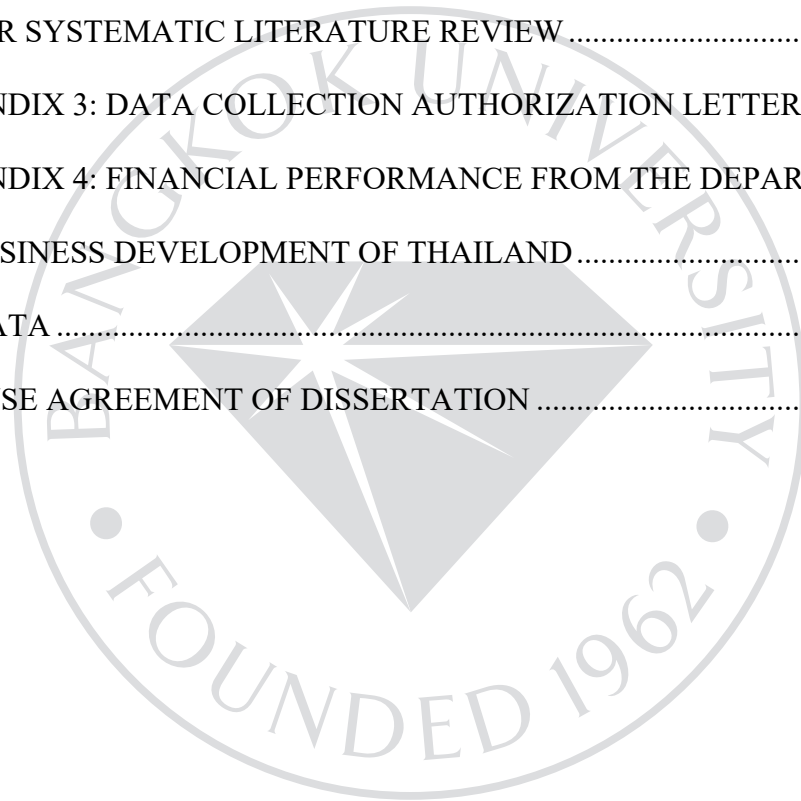 R SYSTEMATIC LITERATURE REVIEW ..............................
NDIX 3: DATA COLLECTION AUTHORIZATION LETTER
NDIX 4: FINANCIAL PERFORMANCE FROM THE DEPAR
SINESS DEVELOPMENT OF THAILAND ..............................
ATA ..........................................................................................
SE AGREEMENT OF DISSERTATION ..................................
BANGKOK UNIVERSITY
• FOUNDED 1962 •